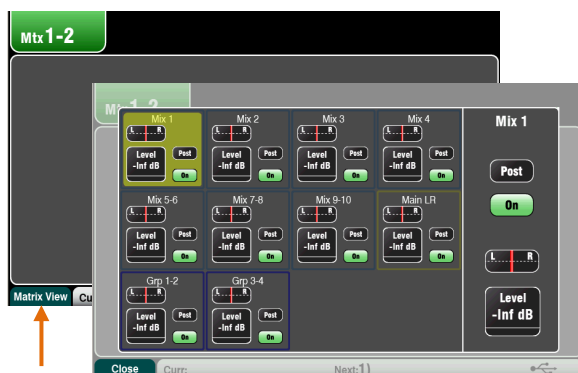 Mtx1-2
Mix 1 Mix 2 Mix 3 Mix 4 Mix 1
L R L R L R L R
Level Post Level Post Level Post Level Post Post
-Inf dB On -Inf dB On -Inf dB On -Inf dB On On
Mix 5-6 Mix 7-8 Mix 9-10 Main LR
L R L R L R L R
Level Post Level Post Level Post Level Post L R
-Inf dB On -Inf dB On -Inf dB On -Inf dB On
Grp 1-2 Grp 3-4
L R L R
Level Post Level Post Level
-Inf dB On -Inf dB On -Inf dB
Matrix View Cu
Close Curr: Next:1)